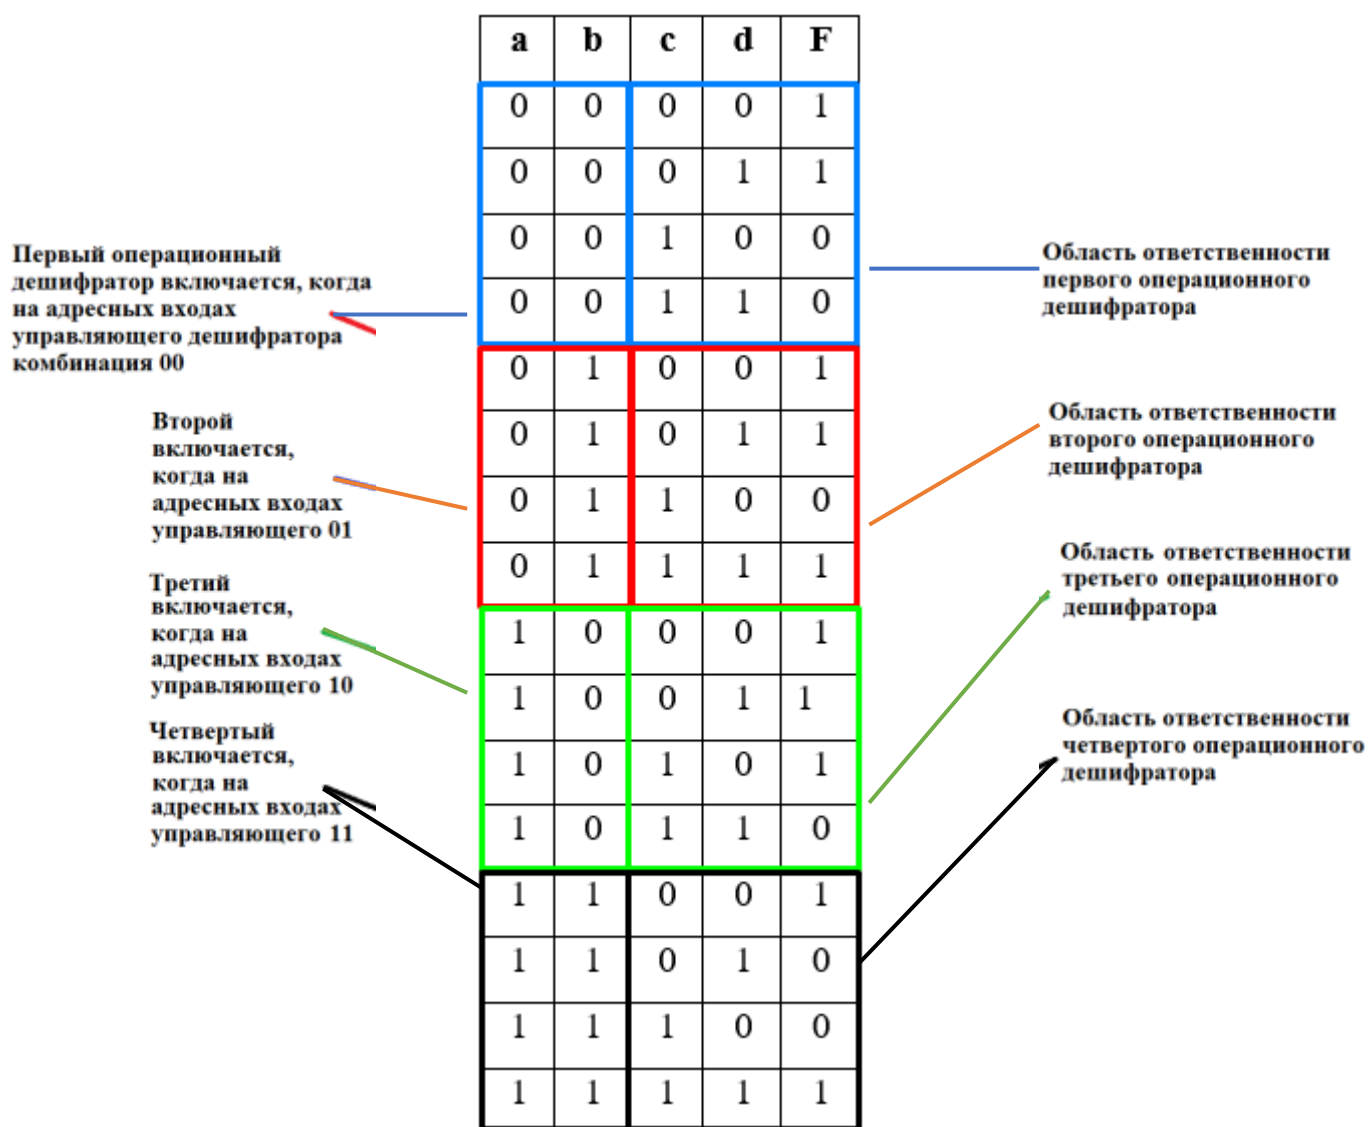 a b c d F
0 0 0 0 1
0 0 0 1 1
0 0 1 0 0
0 0 1 1 0
0 1 0 0 1
0 1 0 1 1
0 1 1 0 0
0 1 1 1 1
1 0 0 0 1
1 0 0 1 1
1 0 1 0 1
1 0 1 1 0
1 1 0 0 1
1 1 0 1 0
1 1 1 0 0
1 1 1 1 1
Первый операционный
дешифратор включается, когда
на адресных входах
управляющего дешифратора
комбинация 00
Второй
включается,
когда на
адресных входах
управляющего 01
Третий
включается,
когда на
адресных входах
управляющего 10
Четвертый
включается,
когда на
адресных входах
управляющего 11
Область ответственности
первого операционного
дешифратора
Область ответственности
второго операционного
дешифратора
Область ответственности
третьего операционного
дешифратора
Область ответственности
четвертого операционного
дешифратора